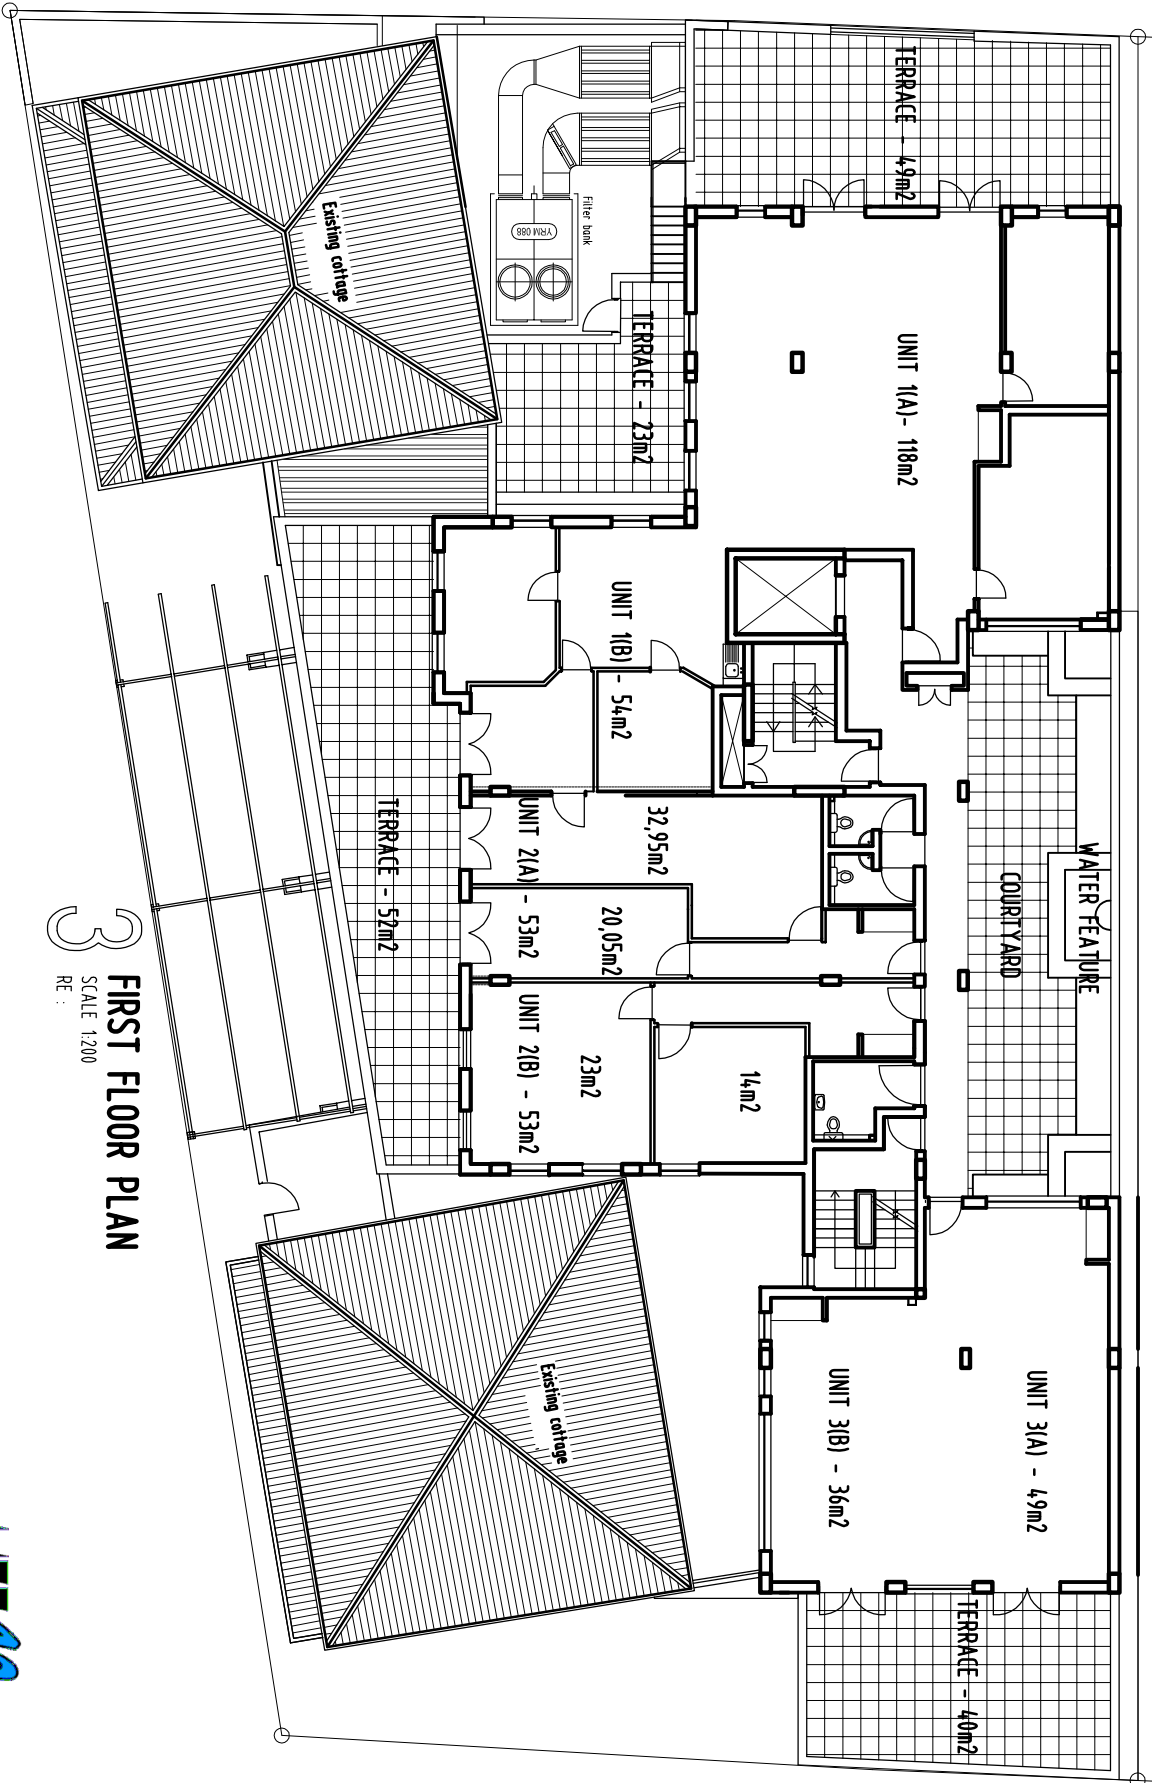 WATER FEATURE
COURTYARD
TERRACE - 49m2
UNIT 1(A)- 118m2
UNIT 3(A) - 49m2
TERRACE - 40m2
UNIT 3(B) - 36m2
14m2
32,95m2
TERRACE - 23m2
UNIT 1(B) - 54m2
20,05m2
23m2
Filter bank
YRM 088
UNIT 2(A) - 53m2
UNIT 2(B) - 53m2
Existing cottage
TERRACE - 52m2
Existing cottage
3
FIRST FLOOR PLAN
SCALE 1:200
RE :